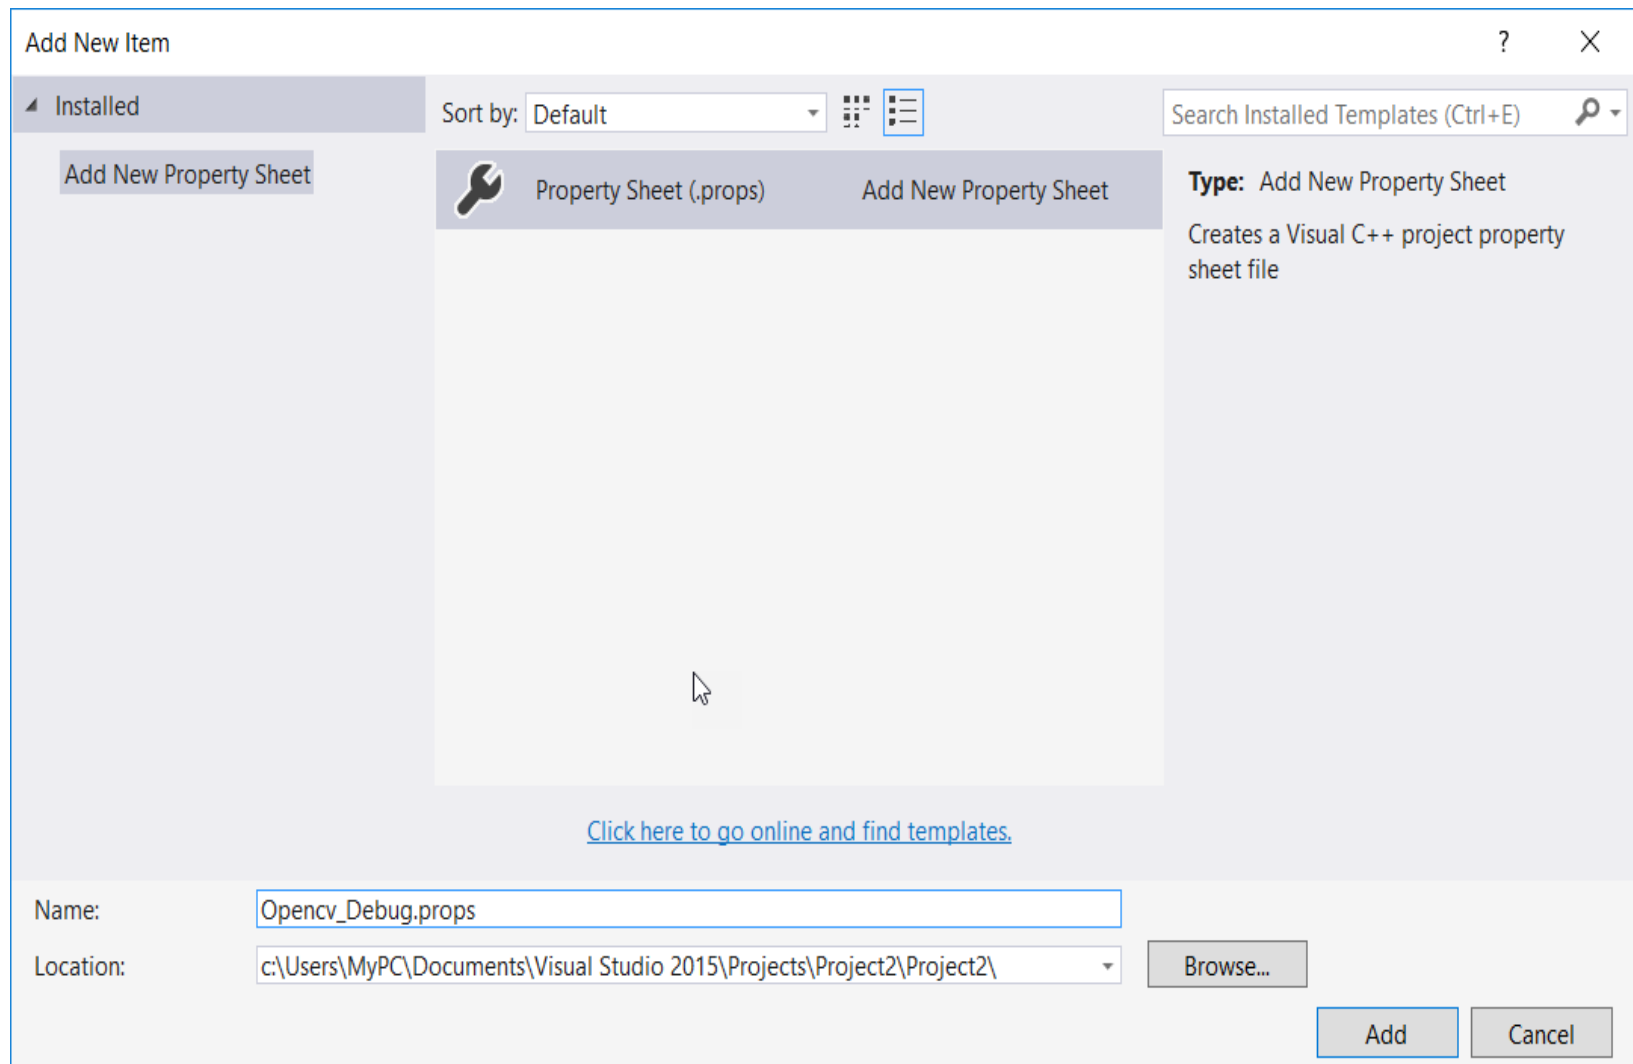 Add New Item
?
Installed
Sort by: Default
Search Installed Templates (Ctrl+E)
Add New Property Sheet
Property Sheet (.props)
Add New Property Sheet
Type: Add New Property Sheet
Creates a Visual C++ project property
sheet file
Click here to go online and find templates.
Name:
Opencv_Debug.props
Location:
c:\Users\MyPC\Documents\Visual Studio 2015\Projects\Project2\Project2\
Browse...
Add
Cancel